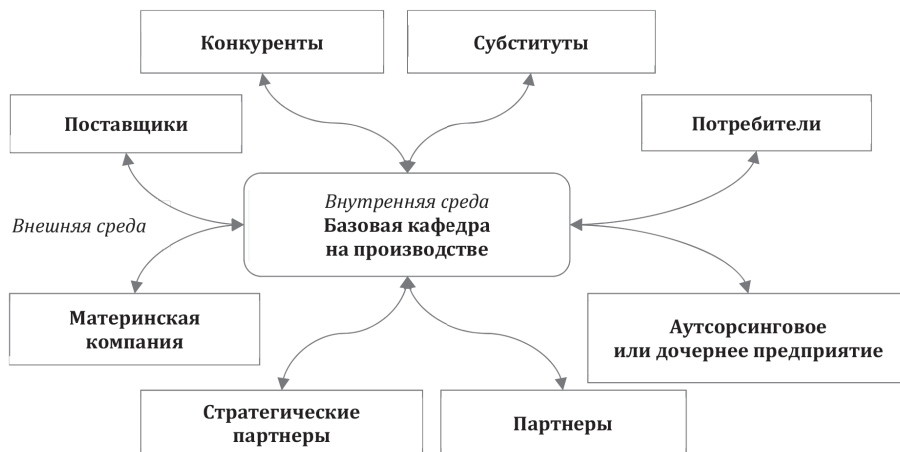 Конкуренты
Субституты
Поставщики
Потребители
Внутренняя среда
Базовая кафедра
на производстве
Внешняя среда
Материнская
компания
Аутсорсинговое
или дочернее предприятие
Стратегические
партнеры
Партнеры